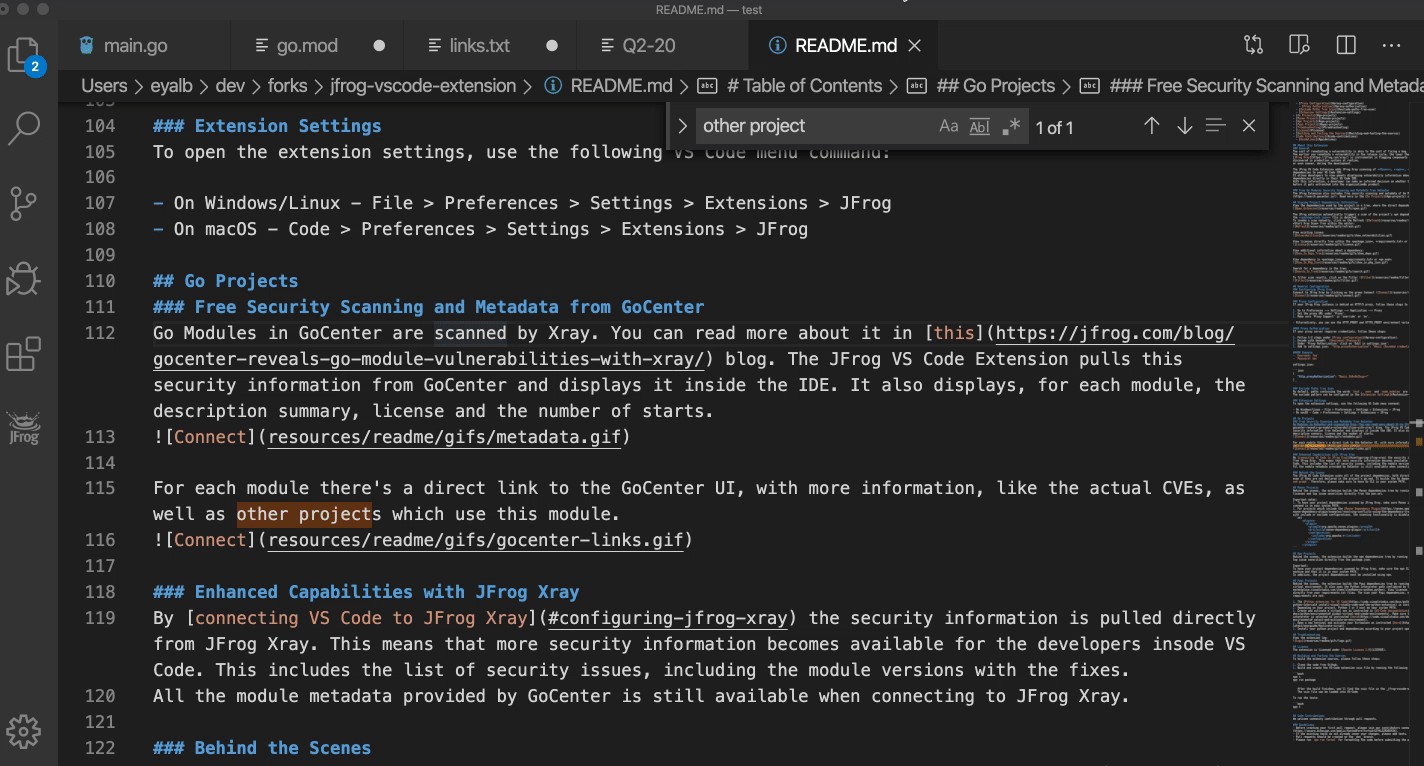 README.md — test
main.go
go.mod
links.txt
Q2-20
README.md
2
Users > eyalb > dev > forks > jfrog-vscode-extension > README.md > # Table of Contents > ## Go Projects > ### Free Security Scanning and Metada
other project Aa Abl .* 1 of 1
104 ### Extension Settings
105 To open the extension settings, use the following VS Code menu command:
106
107 - On Windows/Linux - File > Preferences > Settings > Extensions > JFrog
108 - On macOS - Code > Preferences > Settings > Extensions > JFrog
109
110 ## Go Projects
111 ### Free Security Scanning and Metadata from GoCenter
112 Go Modules in GoCenter are scanned by Xray. You can read more about it in [this](https://jfrog.com/blog/
gocenter-reveals-go-module-vulnerabilities-with-xray/) blog. The JFrog VS Code Extension pulls this
security information from GoCenter and displays it inside the IDE. It also displays, for each module, the
description summary, license and the number of starts.
113 ![Connect](resources/readme/gifs/metadata.gif)
114
115 For each module there's a direct link to the GoCenter UI, with more information, like the actual CVEs, as
well as other projects which use this module.
116 ![Connect](resources/readme/gifs/gocenter-links.gif)
117
118 ### Enhanced Capabilities with JFrog Xray
119 By [connecting VS Code to JFrog Xray](#configuring-jfrog-xray) the security information is pulled directly
from JFrog Xray. This means that more security information becomes available for the developers insode VS
Code. This includes the list of security issues, including the module versions with the fixes.
120 All the module metadata provided by GoCenter is still available when connecting to JFrog Xray.
121
122 ### Behind the Scenes
JFrog